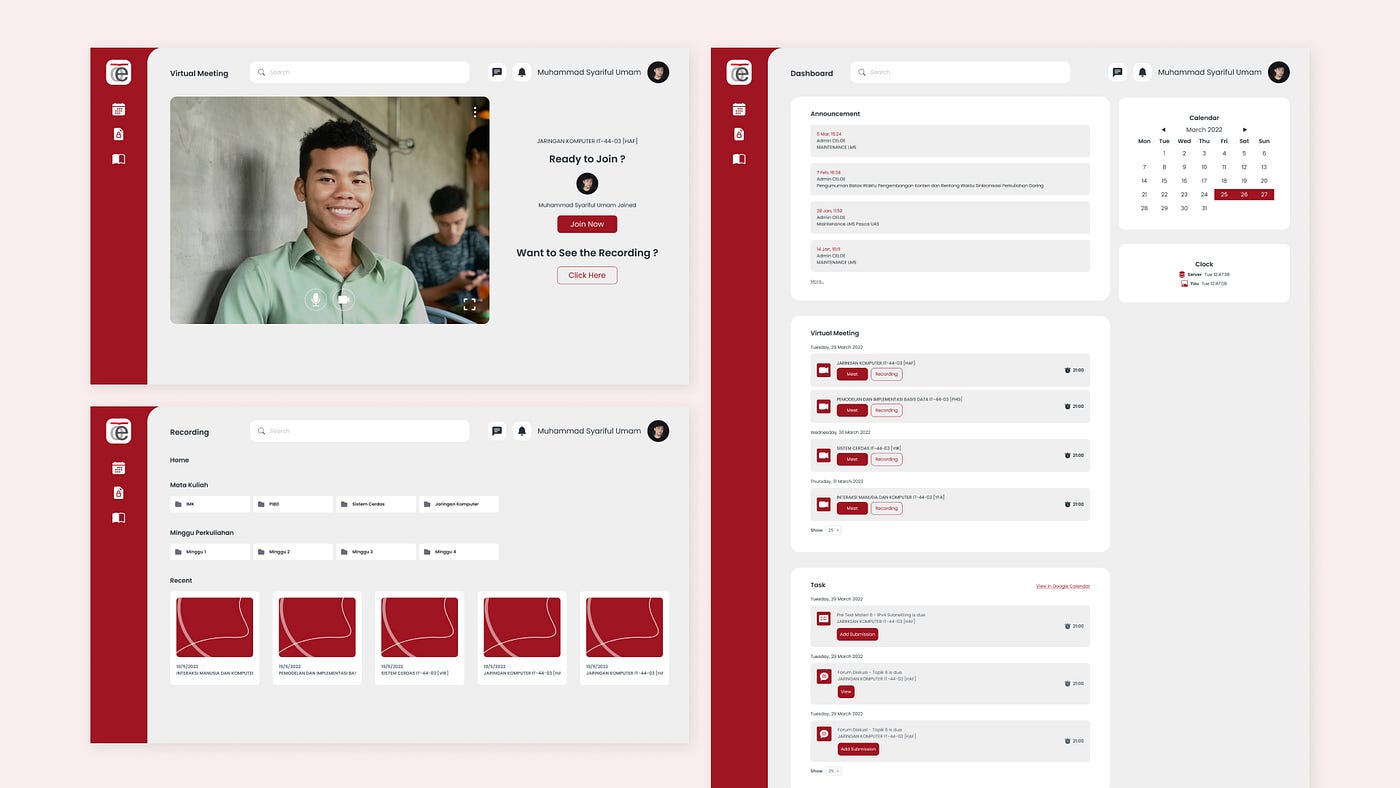 Virtual Meeting
Search
Muhammad Syariful Umam
JARINGAN KOMPUTER IT-44-03 [HAF]
Ready to Join ?
Muhammad Syariful Umam Joined
Join Now
Want to See the Recording ?
Click Here
Recording
Search
Muhammad Syariful Umam
Home
Mata Kuliah
IMK
PIBD
Sistem Cerdas
Jaringan Komputer
Minggu Perkuliahan
Minggu 1
Minggu 2
Minggu 3
Minggu 4
Recent
19/5/2022
INTERAKSI MANUSIA DAN KOMPUTE
19/5/2022
PEMODELAN DAN IMPLEMENTASI BA
19/5/2022
SISTEM CERDAS IT-44-03 [VIR]
19/5/2022
JARINGAN KOMPUTER IT-44-03 [HA
19/5/2022
JARINGAN KOMPUTER IT-44-03 [HA
Dashboard
Search
Muhammad Syariful Umam
Announcement
5 Mar, 15:24
Admin CELOE
MAINTENANCE LMS
7 Feb, 16:24
Admin CELOE
Pengumuman Batas Waktu Pengembangan Konten dan Rentang Waktu Sinkronisasi Perkuliahan Daring
28 Jan, 11:52
Admin CELOE
Maintenance LMS Pasca UAS
14 Jan,
Admin CELOE
MAINTENANCE LMS
More..
Calendar
March 2022
Mon Tue Wed Thu Fri Sat Sun
1 2 3 4 5 6
7 8 9 10 11 12 13
14 15 16 17 18 19 20
21 22 23 24 25 26 27
28 29 30 31
Clock
Server Tue 12:47:38
You Tue 12:47:09
Virtual Meeting
Tuesday, 29 March 2022
JARINGAN KOMPUTER IT-44-03 [HAF]
Meet
Recording
21:00
PEMODELAN DAN IMPLEMENTASI BASIS DATA IT-44-03 [PHG]
Meet
Recording
21:00
Wednesday, 30 March 2022
SISTEM CERDAS IT-44-03 [VIR]
Meet
Recording
21:00
Thursday, 31 March 2022
INTERAKSI MANUSIA DAN KOMPUTER IT-44-03 [YFA]
Meet
Recording
21:00
Show 25
Task
View in Google Calendar
Tuesday, 29 March 2022
Pre Test Materi 6 - IPv4 Subnetting is due
JARINGAN KOMPUTER IT-44-03 [HAF]
Add Submission
21:00
Tuesday, 29 March 2022
Forum Diskusi - Topik 6 is due
JARINGAN KOMPUTER IT-44-03 [HAF]
View
21:00
Tuesday, 29 March 2022
Forum Diskusi - Topik 6 is due
JARINGAN KOMPUTER IT-44-03 [HAF]
Add Submission
21:00
Show 25